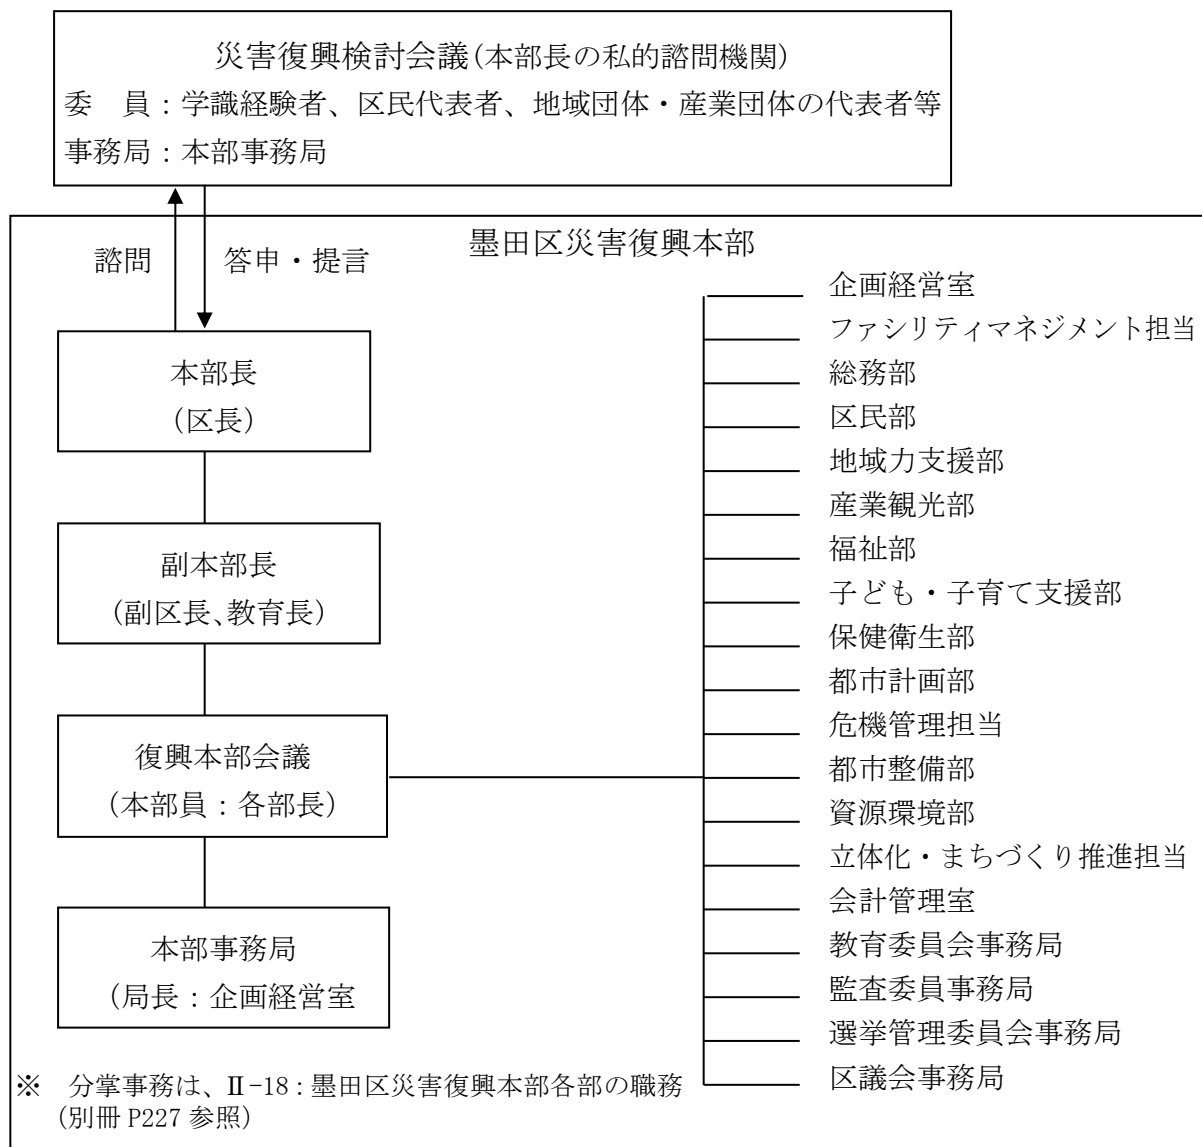 災害復興検討会議(本部長の私的諮問機関)
委　員：学識経験者、区民代表者、地域団体・産業団体の代表者等
事務局：本部事務局
墨田区災害復興本部
諮問
答申・提言
本部長
(区長)
副本部長
(副区長、教育長)
復興本部会議
(本部員：各部長)
本部事務局
(局長：企画経営室
企画経営室
ファシリティマネジメント担当
総務部
区民部
地域力支援部
産業観光部
福祉部
子ども・子育て支援部
保健衛生部
都市計画部
危機管理担当
都市整備部
資源環境部
立体化・まちづくり推進担当
会計管理室
教育委員会事務局
監査委員事務局
選挙管理委員会事務局
区議会事務局
※　分掌事務は、Ⅱ-18：墨田区災害復興本部各部の職務
(別冊 P227 参照)